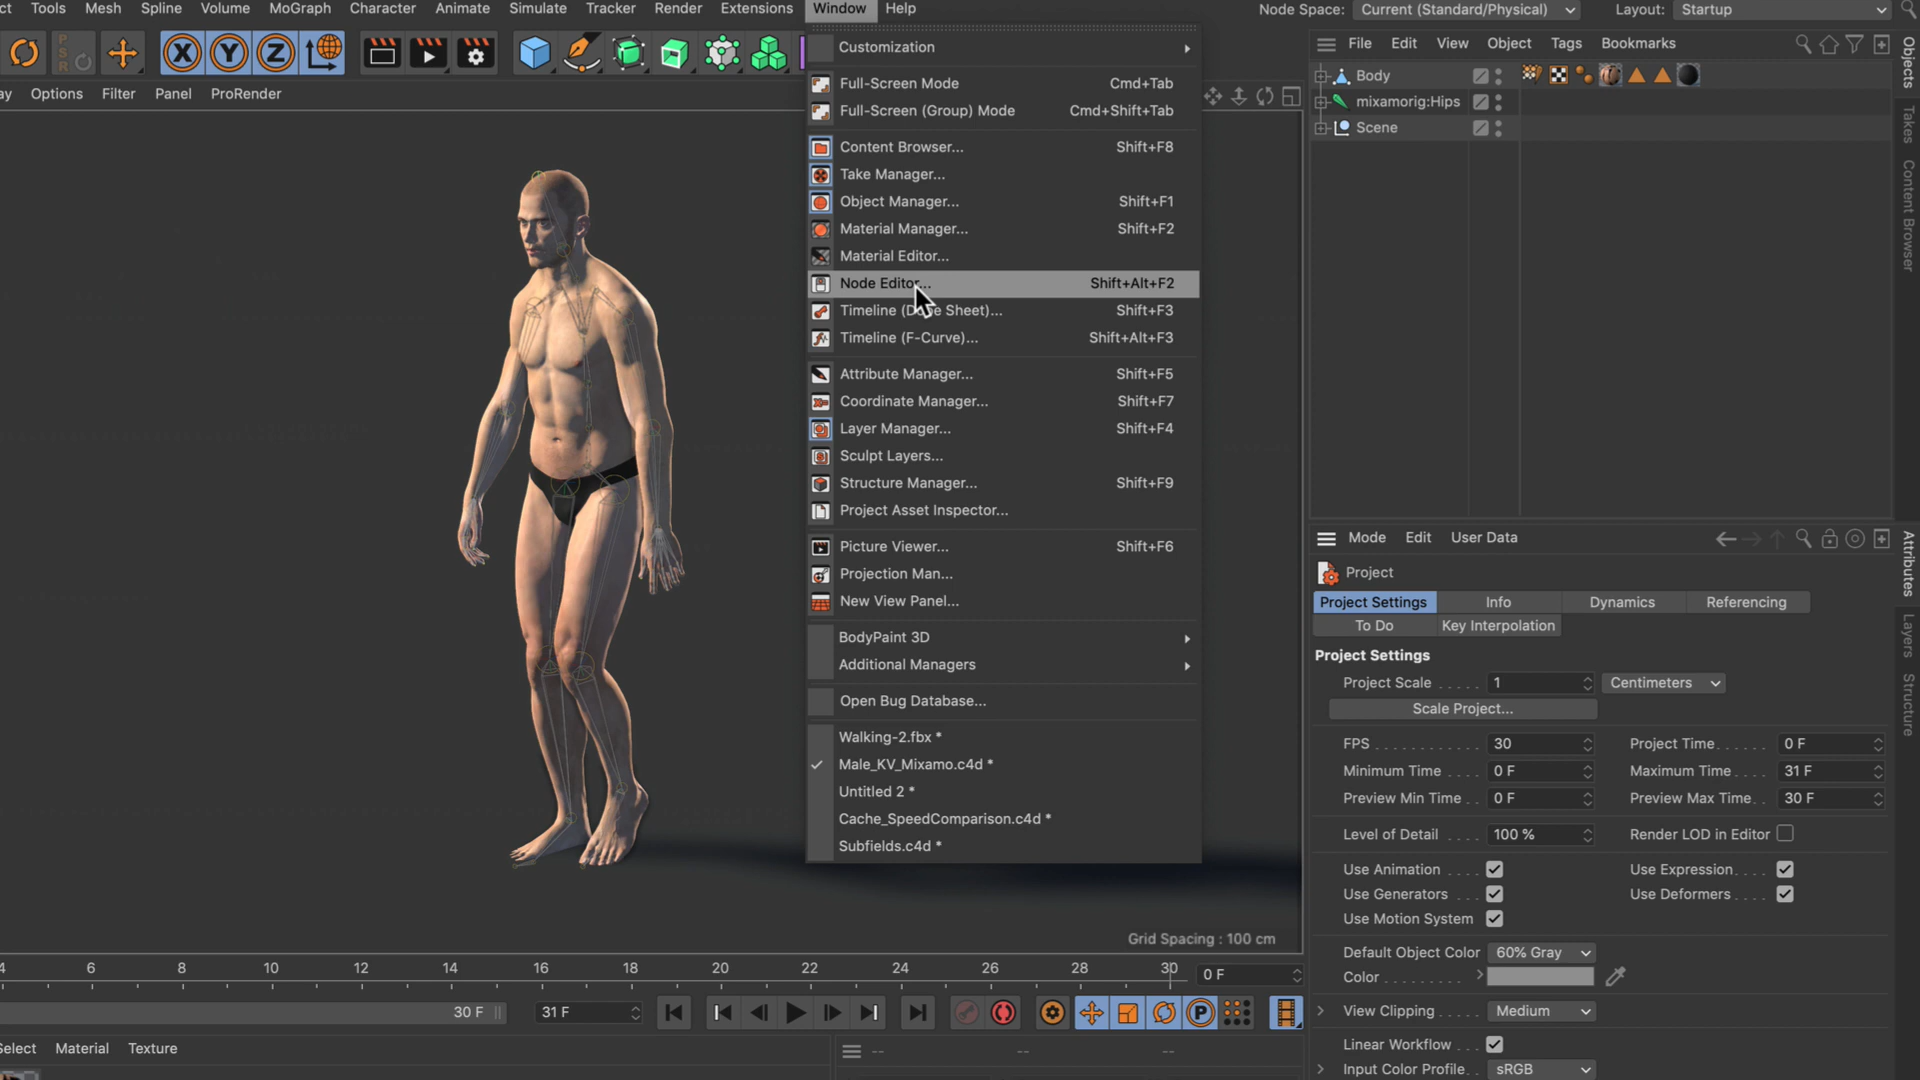 ct Tools Mesh Spline Volume MoGraph Character Animate Simulate Tracker Render Extensions Window Help
Node Space: Current (Standard/Physical) Layout: Startup
PSR X Y Z
ay Options Filter Panel ProRender
Customization
Full-Screen Mode Cmd+Tab
Full-Screen (Group) Mode Cmd+Shift+Tab
Content Browser... Shift+F8
Take Manager...
Object Manager... Shift+F1
Material Manager... Shift+F2
Material Editor...
Node Editor... Shift+Alt+F2
Timeline (Dope Sheet)... Shift+F3
Timeline (F-Curve)... Shift+Alt+F3
Attribute Manager... Shift+F5
Coordinate Manager... Shift+F7
Layer Manager... Shift+F4
Sculpt Layers...
Structure Manager... Shift+F9
Project Asset Inspector...
Picture Viewer... Shift+F6
Projection Man...
New View Panel...
BodyPaint 3D
Additional Managers
Open Bug Database...
Walking-2.fbx *
Male_KV_Mixamo.c4d *
Untitled 2 *
Cache_SpeedComparison.c4d *
Subfields.c4d *
File Edit View Object Tags Bookmarks
Body
mixamorig:Hips
Scene
Objects
Takes
Content Browser
Mode Edit User Data
Project
Project Settings Info Dynamics Referencing
To Do Key Interpolation
Project Settings
Project Scale 1 Centimeters
Scale Project...
FPS 30 Project Time 0 F
Minimum Time 0 F Maximum Time 31 F
Preview Min Time 0 F Preview Max Time 30 F
Level of Detail 100 % Render LOD in Editor
Use Animation Use Expression
Use Generators Use Deformers
Use Motion System
Default Object Color 60% Gray
Color
View Clipping Medium
Linear Workflow
Input Color Profile sRGB
Attributes
Layers
Structure
Grid Spacing : 100 cm
4 6 8 10 12 14 16 18 20 22 24 26 28 30 0 F
30 F 31 F P
Select Material Texture -- -- --